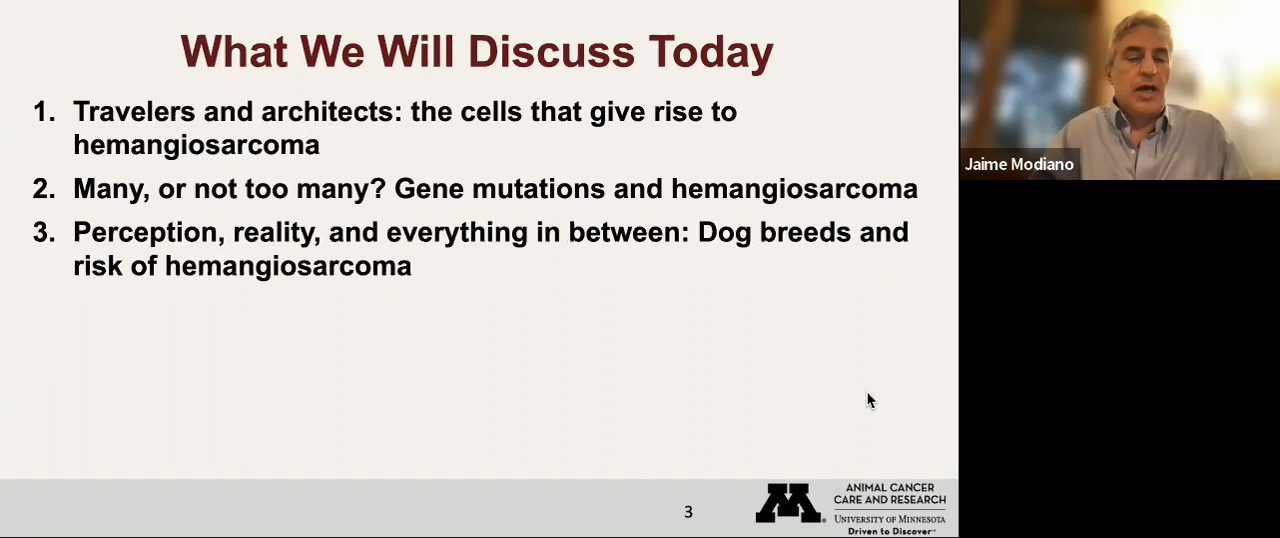 What We Will Discuss Today
1. Travelers and architects: the cells that give rise to
hemangiosarcoma
2. Many, or not too many? Gene mutations and hemangiosarcoma
3. Perception, reality, and everything in between: Dog breeds and
risk of hemangiosarcoma
3
M
ANIMAL CANCER
CARE AND RESEARCH
UNIVERSITY OF MINNESOTA
Driven to Discover
Jaime Modiano